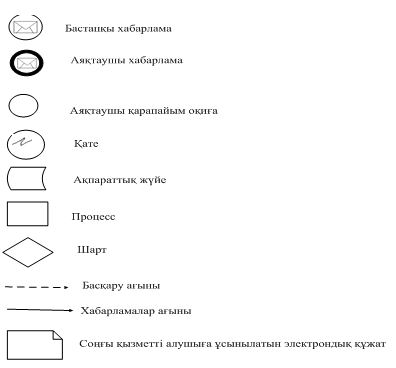 Бастапқы хабарлама
Аяқтаушы хабарлама
Аяқтаушы қарапайым оқиға
Қате
Ақпараттық жүйе
Процесс
Шарт
Басқару ағыны
Хабарламалар ағыны
Соңғы қызметті алушыға ұсынылатын электрондық құжат